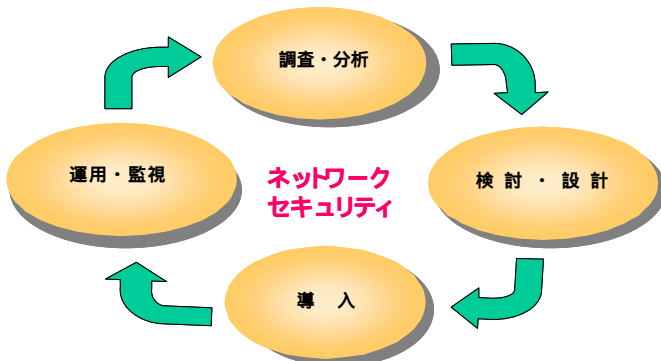 調査・分析
運用・監視
ネットワーク
セキュリティ
検 討 ・ 設 計
導 入